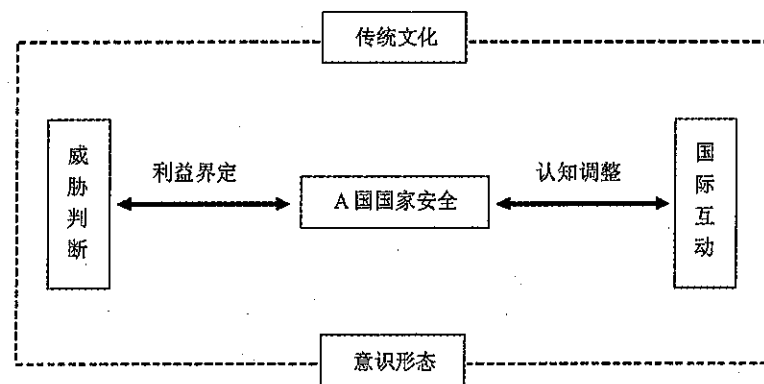 传统文化
威胁判断
利益界定
A国国家安全
认知调整
国际互动
意识形态